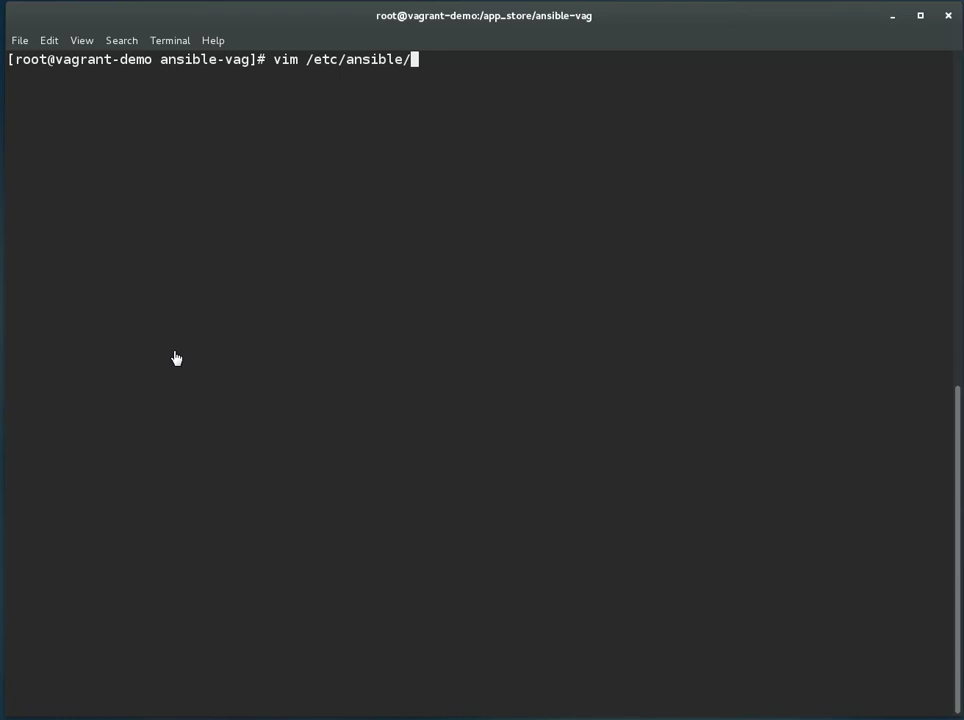 root@vagrant-demo:/app_store/ansible-vag
File Edit View Search Terminal Help
[root@vagrant-demo ansible-vag]# vim /etc/ansible/